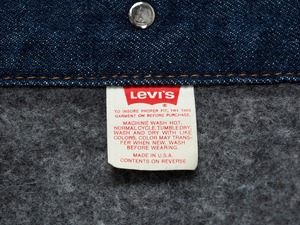 Levi's
®
TO INSURE PROPER FIT, TRY THIS
GARMENT ON BEFORE PURCHASE.
MACHINE WASH HOT,
NORMAL CYCLE, TUMBLE DRY.
WASH AND DRY WITH LIKE
COLORS, COLOR MAY TRANS-
FER WHEN NEW. WASH
BEFORE WEARING.
MADE IN U.S.A.
CONTENTS ON REVERSE